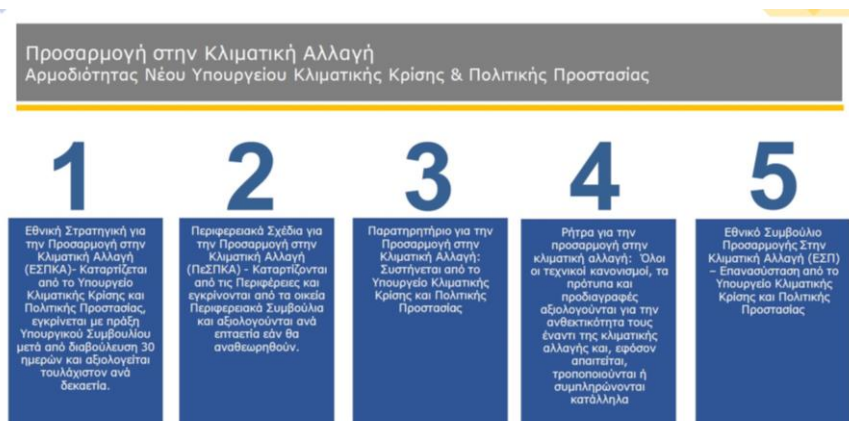 Προσαρμογή στην Κλιματική Αλλαγή
Αρμοδιότητας Νέου Υπουργείου Κλιματικής Κρίσης & Πολιτικής Προστασίας
1
Εθνική Στρατηγική για
την Προσαρμογή στην
Κλιματική Αλλαγή
(ΕΣΠΚΑ)- Καταρτίζεται
από το Υπουργείο
Κλιματικής Κρίσης και
Πολιτικής Προστασίας,
εγκρίνεται με πράξη
Υπουργικού Συμβουλίου
μετά από διαβούλευση 30
ημερών και αξιολογείται
τουλάχιστον ανά
δεκαετία.
2
Περιφερειακά Σχέδια για
την Προσαρμογή στην
Κλιματική Αλλαγή
(ΠεΣΠΚΑ) - Καταρτίζονται
από τις Περιφέρειες και
εγκρίνονται από τα οικεία
Περιφερειακά Συμβούλια
και αξιολογούνται ανά
επταετία εάν θα
αναθεωρηθούν.
3
Παρατηρητήριο για την
Προσαρμογή στην
Κλιματική Αλλαγή:
Συστήνεται από το
Υπουργείο Κλιματικής
Κρίσης και Πολιτικής
Προστασίας
4
Ρήτρα για την
προσαρμογή στην
κλιματική αλλαγή: Όλοι
οι τεχνικοί κανονισμοί, τα
πρότυπα και
προδιαγραφές
αξιολογούνται για την
ανθεκτικότητα τους
έναντι της κλιματικής
αλλαγής και, εφόσον
απαιτείται,
τροποποιούνται ή
συμπληρώνονται
κατάλληλα
5
Εθνικό Συμβούλιο
Προσαρμογής Στην
Κλιματική Αλλαγή (ΕΣΠ)
– Επανασύσταση από το
Υπουργείο Κλιματικής
Κρίσης και Πολιτικής
Προστασίας